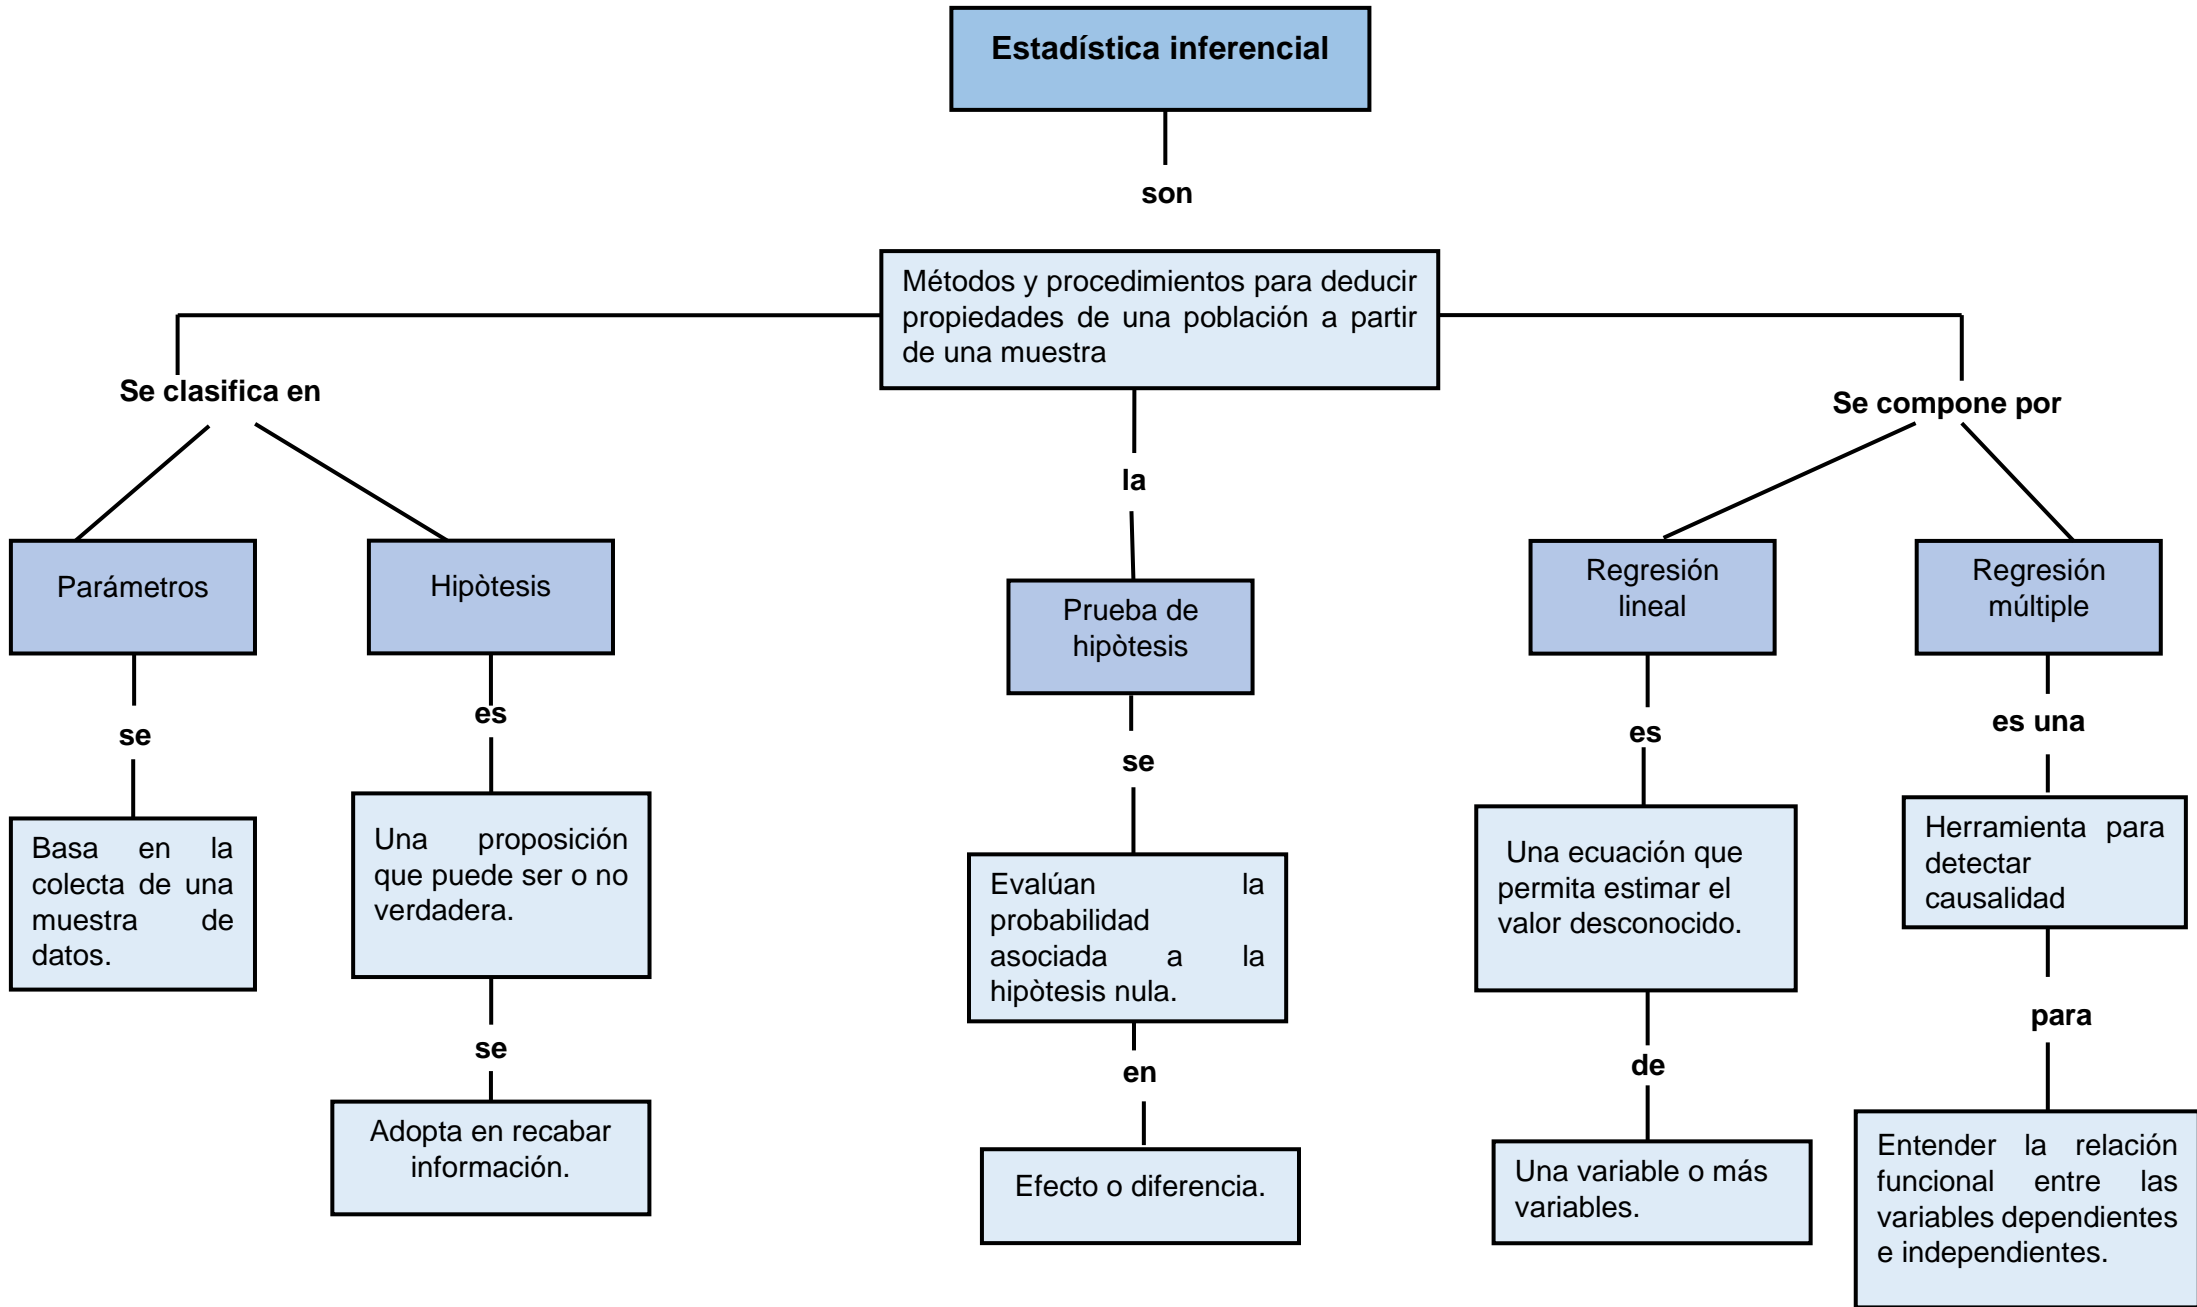 Estadística inferencial
son
Métodos y procedimientos para deducir
propiedades de una población a partir
de una muestra
Se clasifica en
Parámetros
se
Basa en la
colecta de una
muestra de
datos.
Hipòtesis
es
Una proposición
que puede ser o no
verdadera.
se
Adopta en recabar
información.
la
Prueba de
hipòtesis
se
Evalúan la
probabilidad
asociada a la
hipòtesis nula.
en
Efecto o diferencia.
Se compone por
Regresión
lineal
es
Una ecuación que
permita estimar el
valor desconocido.
de
Una variable o más
variables.
Regresión
múltiple
es una
Herramienta para
detectar
causalidad
para
Entender la relación
funcional entre las
variables dependientes
e independientes.